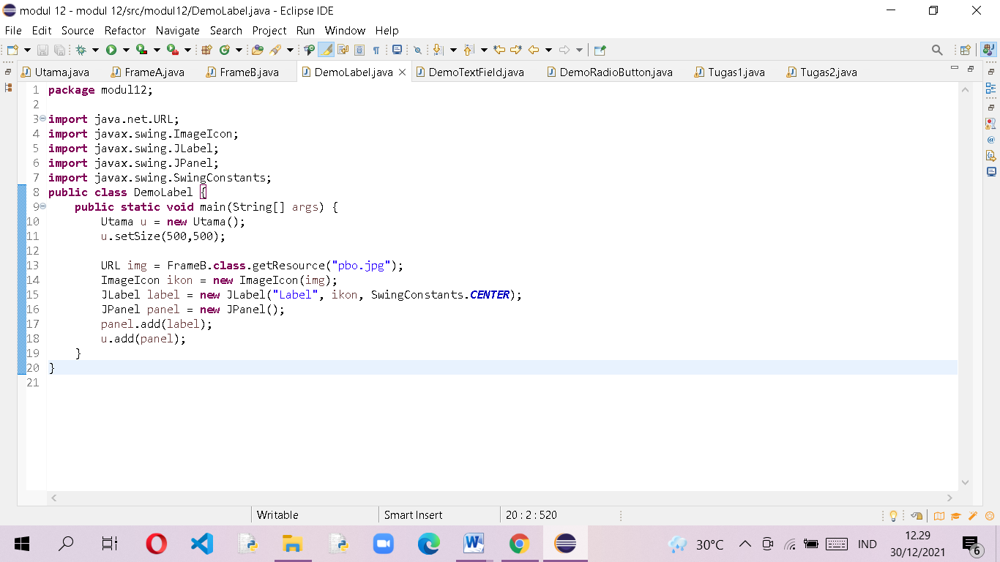 modul 12 - modul 12/src/modul12/DemoLabel.java - Eclipse IDE
File Edit Source Refactor Navigate Search Project Run Window Help
Utama.java FrameA.java FrameB.java DemoLabel.java DemoTextField.java DemoRadioButton.java Tugas1.java Tugas2.java
1 package modul12;
2
3 import java.net.URL;
4 import javax.swing.ImageIcon;
5 import javax.swing.JLabel;
6 import javax.swing.JPanel;
7 import javax.swing.SwingConstants;
8 public class DemoLabel {
9     public static void main(String[] args) {
10         Utama u = new Utama();
11         u.setSize(500,500);
12
13         URL img = FrameB.class.getResource("pbo.jpg");
14         ImageIcon ikon = new ImageIcon(img);
15         JLabel label = new JLabel("Label", ikon, SwingConstants.CENTER);
16         JPanel panel = new JPanel();
17         panel.add(label);
18         u.add(panel);
19     }
20 }
21
Writable Smart Insert 20 : 2 : 520
30°C IND 12.29
30/12/2021 6